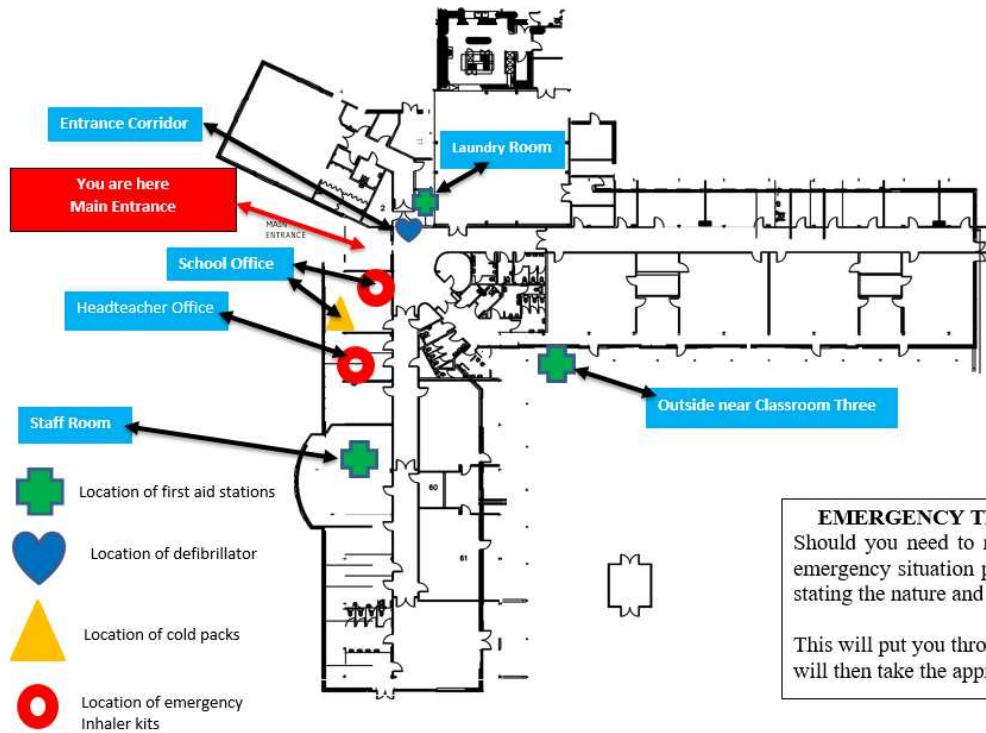 Entrance Corridor
Laundry Room
You are here
Main Entrance
2
MAIN
ENTRANCE
School Office
Headteacher Office
Outside near Classroom Three
Staff Room
60
61
Location of first aid stations
Location of defibrillator
Location of cold packs
Location of emergency
Inhaler kits
EMERGENCY
Should you need to
emergency situation
stating the nature and
This will put you
will then take the